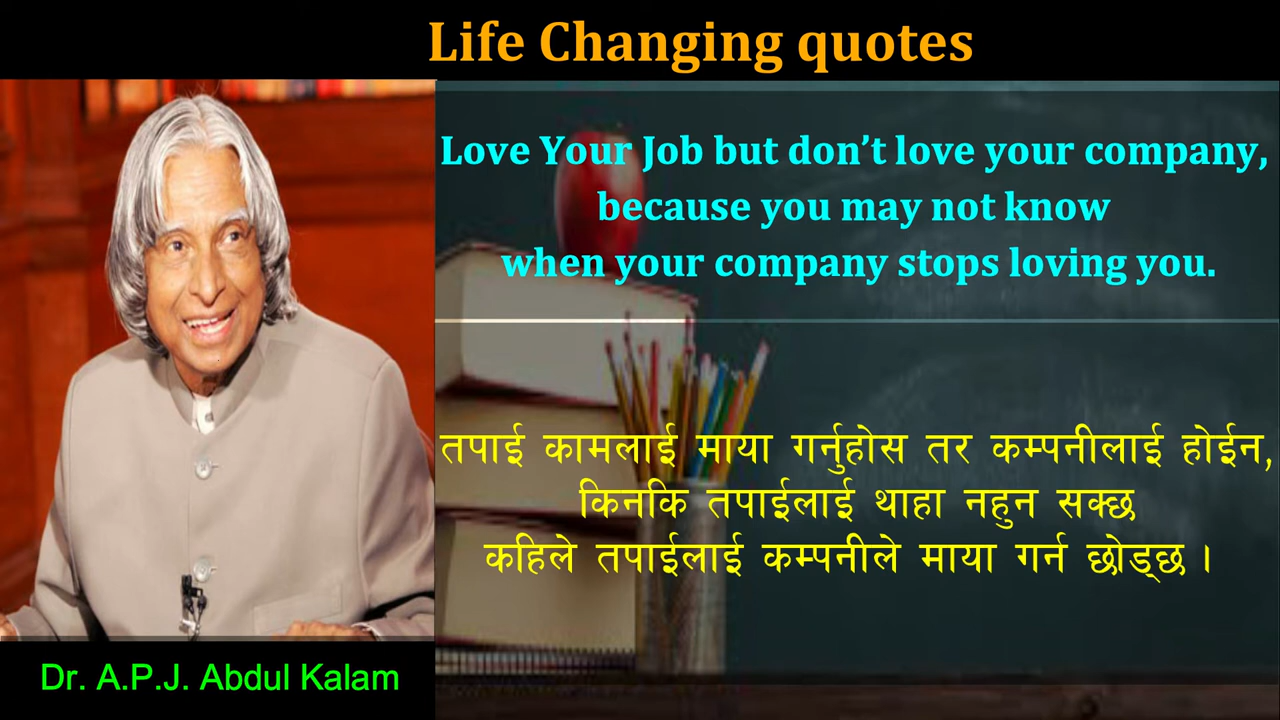 Life Changing quotes
Love Your Job but don’t love your company,
because you may not know
when your company stops loving you.
तपाई कामलाई माया गर्नुहोस तर कम्पनीलाई होईन,
किनकि तपाईलाई थाहा नहुन सक्छ
कहिले तपाईलाई कम्पनीले माया गर्न छोड्छ ।
Dr. A.P.J. Abdul Kalam